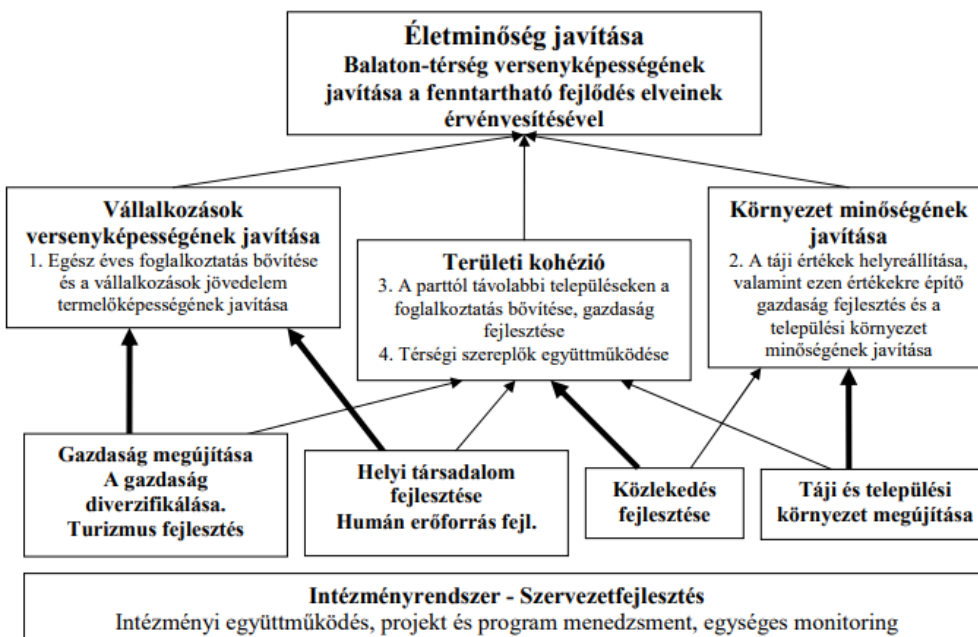 Életminőség javítása
Balaton-térség versenyképességének
javítása a fenntartható fejlődés elveinek
érvényesítésével
Vállalkozások
versenyképességének javítása
1. Egész éves foglalkoztatás bővítése
és a vállalkozások jövedelem
termelőképességének javítása
Területi kohézió
3. A parttól távolabbi településeken a
foglalkoztatás bővítése, gazdaság
fejlesztése
4. Térségi szereplők együttműködése
Környezet minőségének
javítása
2. A táji értékek helyreállítása,
valamint ezen értékekre építő
gazdaság fejlesztés és a
települési környezet
minőségének javítása
Gazdaság megújítása
A gazdaság
diverzifikálása.
Turizmus fejlesztés
Helyi társadalom
fejlesztése
Humán erőforrás fejl.
Közlekedés
fejlesztése
Táji és települési
környezet megújítása
Intézményrendszer - Szervezetfejlesztés
Intézményi együttműködés, projekt és program menedzsment, egységes monitoring